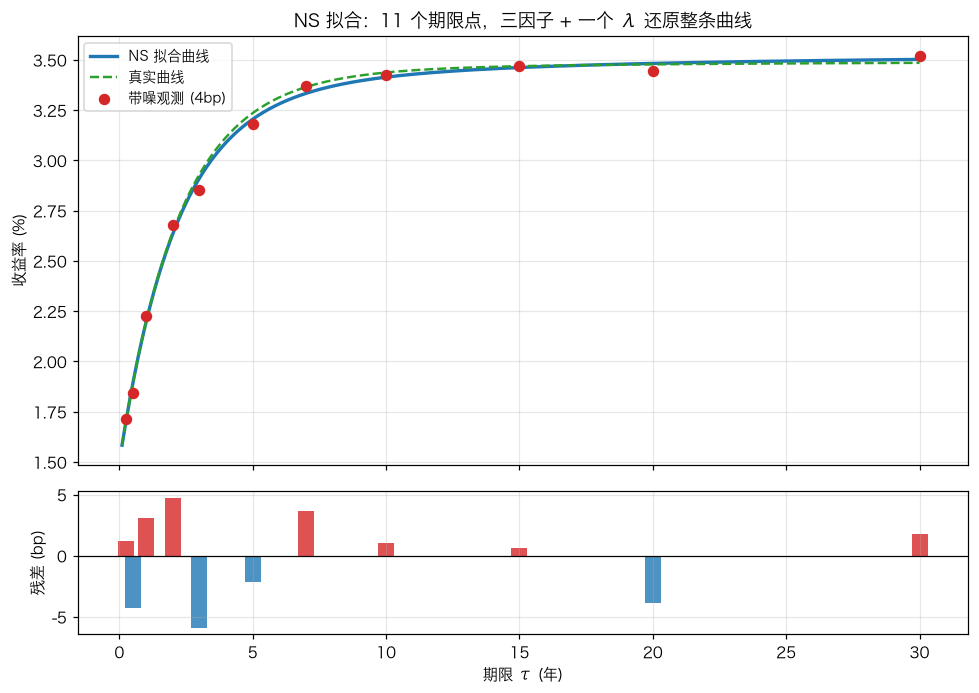 NS 拟合：11 个期限点，三因子 + 一个 λ 还原整条曲线
NS 拟合曲线
真实曲线
带噪观测 (4bp)
收益率 (%)
3.50
3.25
3.00
2.75
2.50
2.25
2.00
1.75
1.50
残差 (bp)
5
0
-5
0
5
10
15
20
25
30
期限 τ (年)